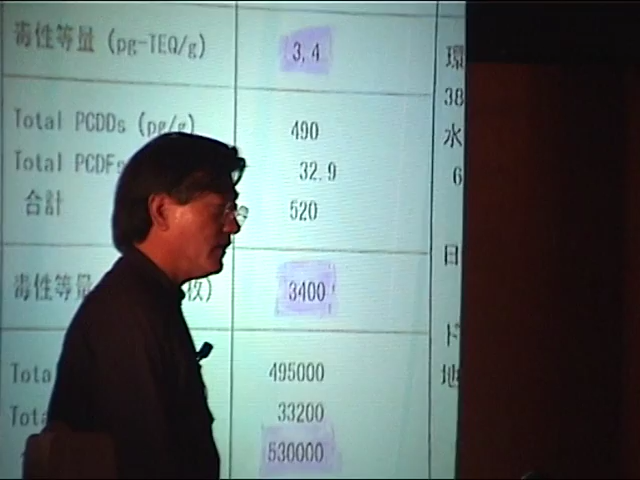 毒性等量 (pg-TEQ/g) 3.4
Total PCDDs (pg/g) 490
Total PCDFs 32.9
合計 520
毒性等量 枚) 3400
Tota 495000
Tota 33200
530000
環
38
水
6
日
ド
地